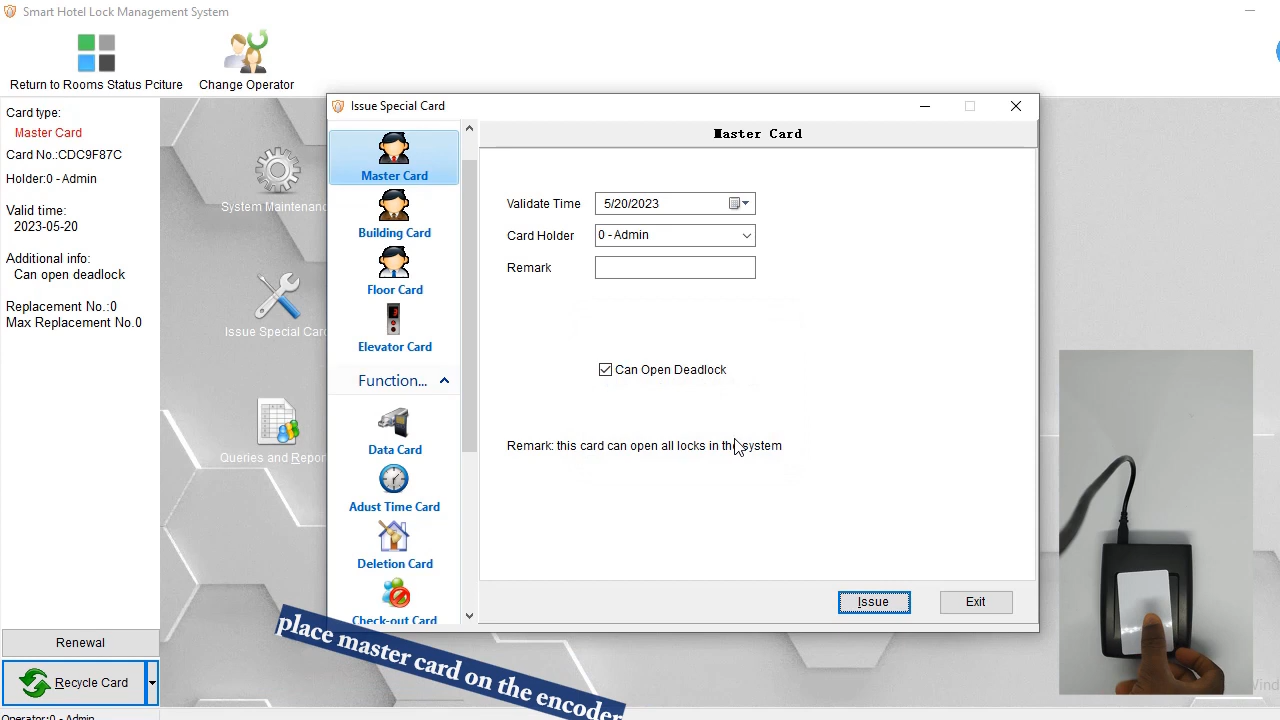 Smart Hotel Lock Management System
Return to Rooms Status Pciture
Change Operator
Card type:
Master Card
Card No.:CDC9F87C
Holder:0 - Admin
Valid time:
2023-05-20
Additional info:
Can open deadlock
Replacement No.:0
Max Replacement No.0
Renewal
Recycle Card
Operator:0 - Admin
System Maintenanc
Issue Special Car
Queries and Repor
Issue Special Card
Master Card
Building Card
Floor Card
Elevator Card
Function...
Data Card
Adust Time Card
Deletion Card
Check-out Card
Master Card
Validate Time 5/20/2023
Card Holder 0 - Admin
Remark
Can Open Deadlock
Remark: this card can open all locks in the system
Issue
Exit
place master card on the encoder